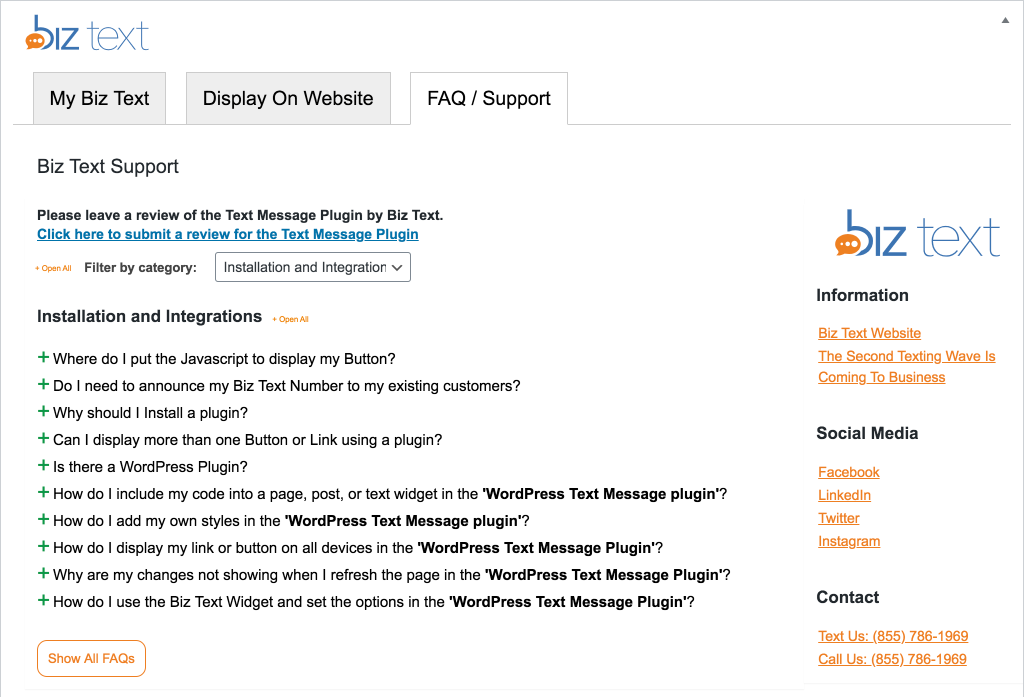 biz text
My Biz Text
Display On Website
FAQ / Support
Biz Text Support
Please leave a review of the Text Message Plugin by Biz Text.
Click here to submit a review for the Text Message Plugin
+ Open All
Filter by category:
Installation and Integration
Installation and Integrations
+ Open All
+ Where do I put the Javascript to display my Button?
+ Do I need to announce my Biz Text Number to my existing customers?
+ Why should I Install a plugin?
+ Can I display more than one Button or Link using a plugin?
+ Is there a WordPress Plugin?
+ How do I include my code into a page, post, or text widget in the 'WordPress Text Message plugin'?
+ How do I add my own styles in the 'WordPress Text Message plugin'?
+ How do I display my link or button on all devices in the 'WordPress Text Message Plugin'?
+ Why are my changes not showing when I refresh the page in the 'WordPress Text Message Plugin'?
+ How do I use the Biz Text Widget and set the options in the 'WordPress Text Message Plugin'?
Show All FAQs
biz text
Information
Biz Text Website
The Second Texting Wave Is
Coming To Business
Social Media
Facebook
LinkedIn
Twitter
Instagram
Contact
Text Us: (855) 786-1969
Call Us: (855) 786-1969